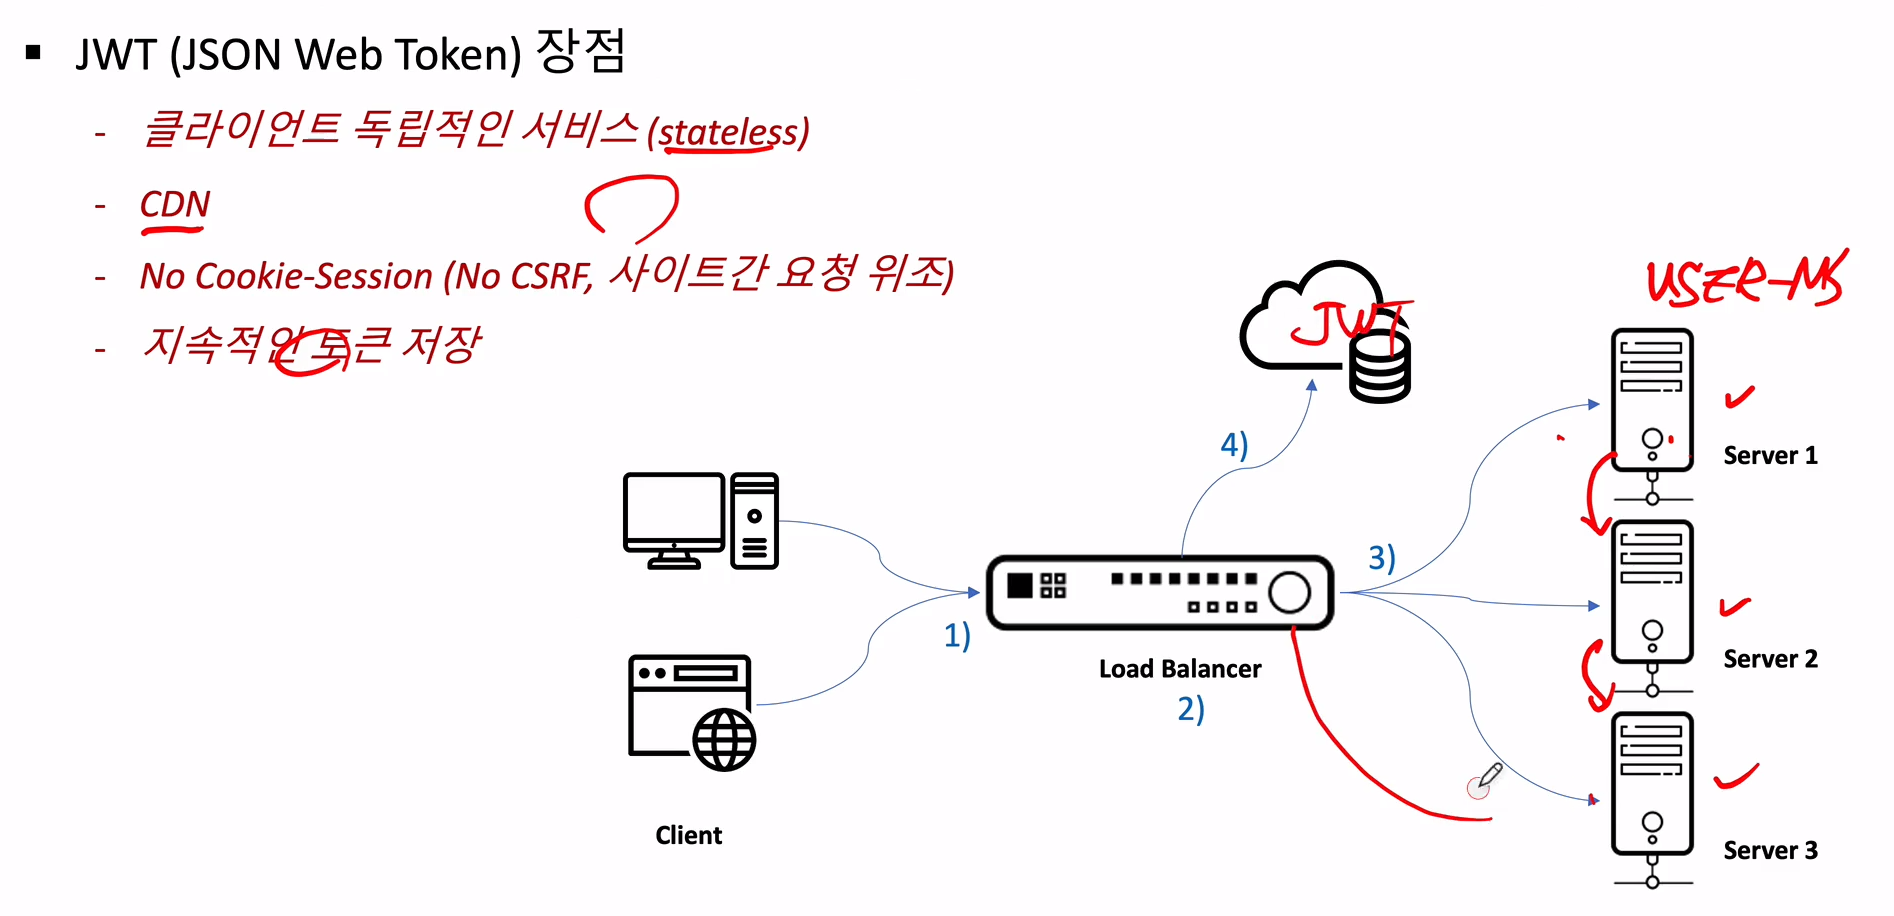 ▪ JWT (JSON Web Token) 장점
- 클라이언트 독립적인 서비스 (stateless)
- CDN
- No Cookie-Session (No CSRF, 사이트간 요청 위조)
- 지속적인 토큰 저장
USER-MS
JWT
4)
Server 1
3)
1)
Load Balancer
Server 2
2)
Client
Server 3